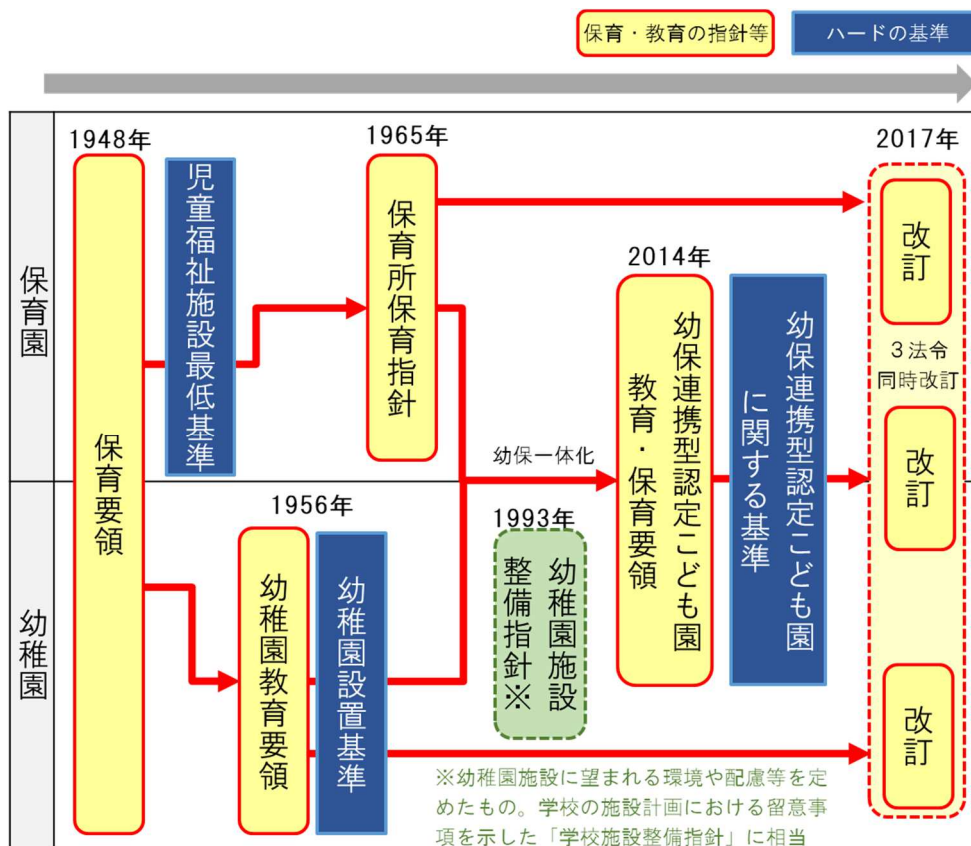 保育・教育の指針等
ハードの基準
保育園
幼稚園
1948年
保育要領
児童福祉施設最低基準
1965年
保育所保育指針
1956年
幼稚園教育要領
幼稚園設置基準
幼保一体化
1993年
幼稚園施設
整備指針※
2014年
幼保連携型認定こども園
教育・保育要領
幼保連携型認定こども園
に関する基準
2017年
改訂
3法令
同時改訂
改訂
改訂
※幼稚園施設に望まれる環境や配慮等を定
めたもの。学校の施設計画における留意事
項を示した「学校施設整備指針」に相当